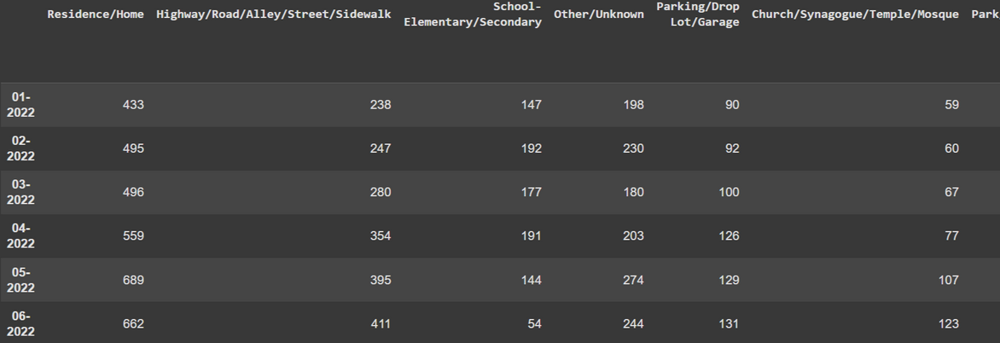 Residence/Home Highway/Road/Alley/Street/Sidewalk School-Elementary/Secondary Other/Unknown Parking/Drop Lot/Garage Church/Synagogue/Temple/Mosque Park
01-2022 433 238 147 198 90 59
02-2022 495 247 192 230 92 60
03-2022 496 280 177 180 100 67
04-2022 559 354 191 203 126 77
05-2022 689 395 144 274 129 107
06-2022 662 411 54 244 131 123